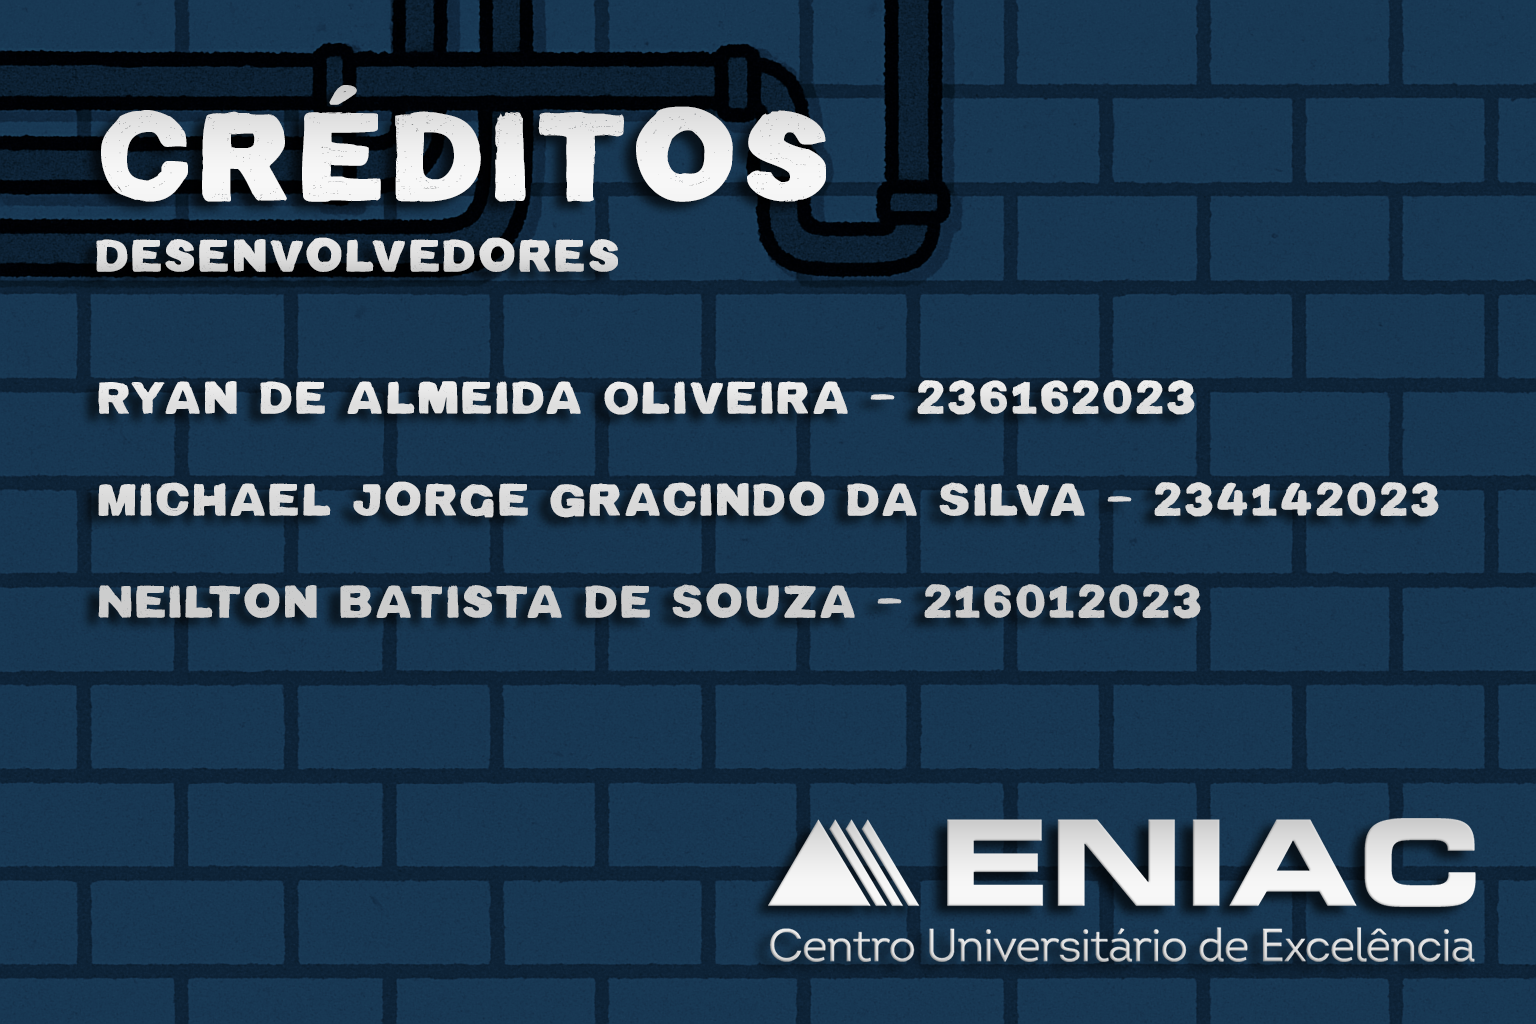 CRÉDITOS
DESENVOLVEDORES
RYAN DE ALMEIDA OLIVEIRA - 236162023
MICHAEL JORGE GRACINDO DA SILVA - 234142023
NEILTON BATISTA DE SOUZA - 216012023
ENIAC
Centro Universitário de Excelência